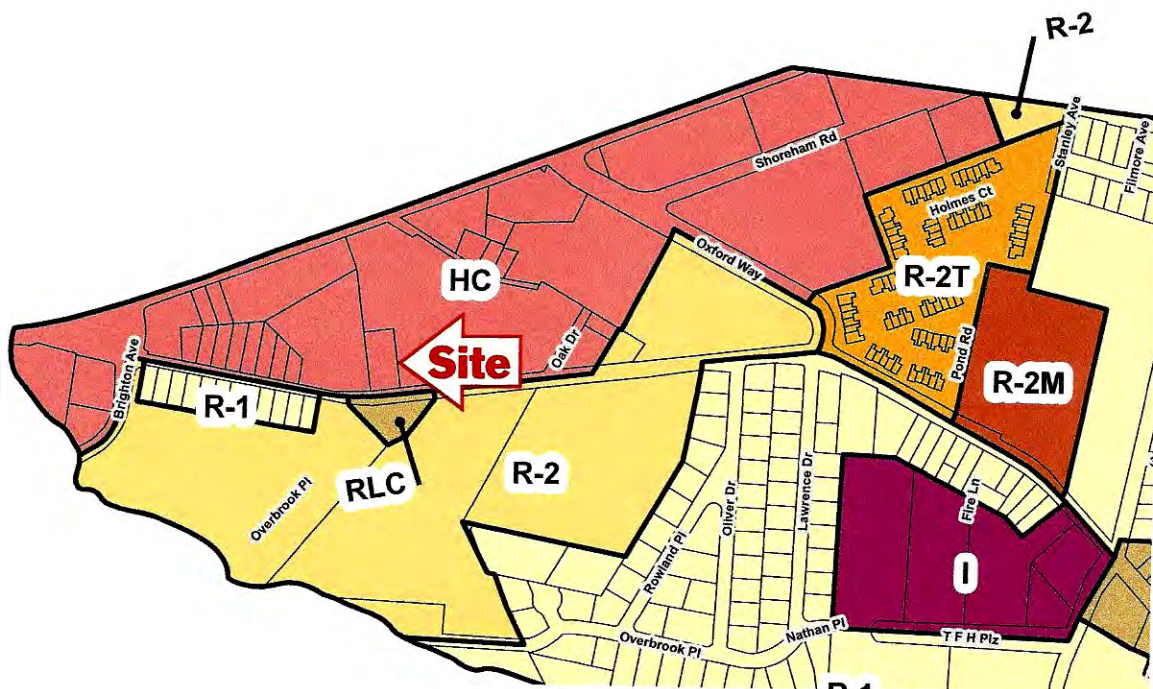 R-2
Stanley Ave
Filmore Ave
Shoreham Rd
Holmes Ct
Oxford Way
HC
R-2T
Oak Dr
Site
Pond Rd
Brighton Ave
R-2M
R-1
RLC
R-2
Overbrook Pl
Oliver Dr
Lawrence Dr
Fire Ln
Rowland Pl
I
Overbrook Pl
Nathan Pl
T F H Plz